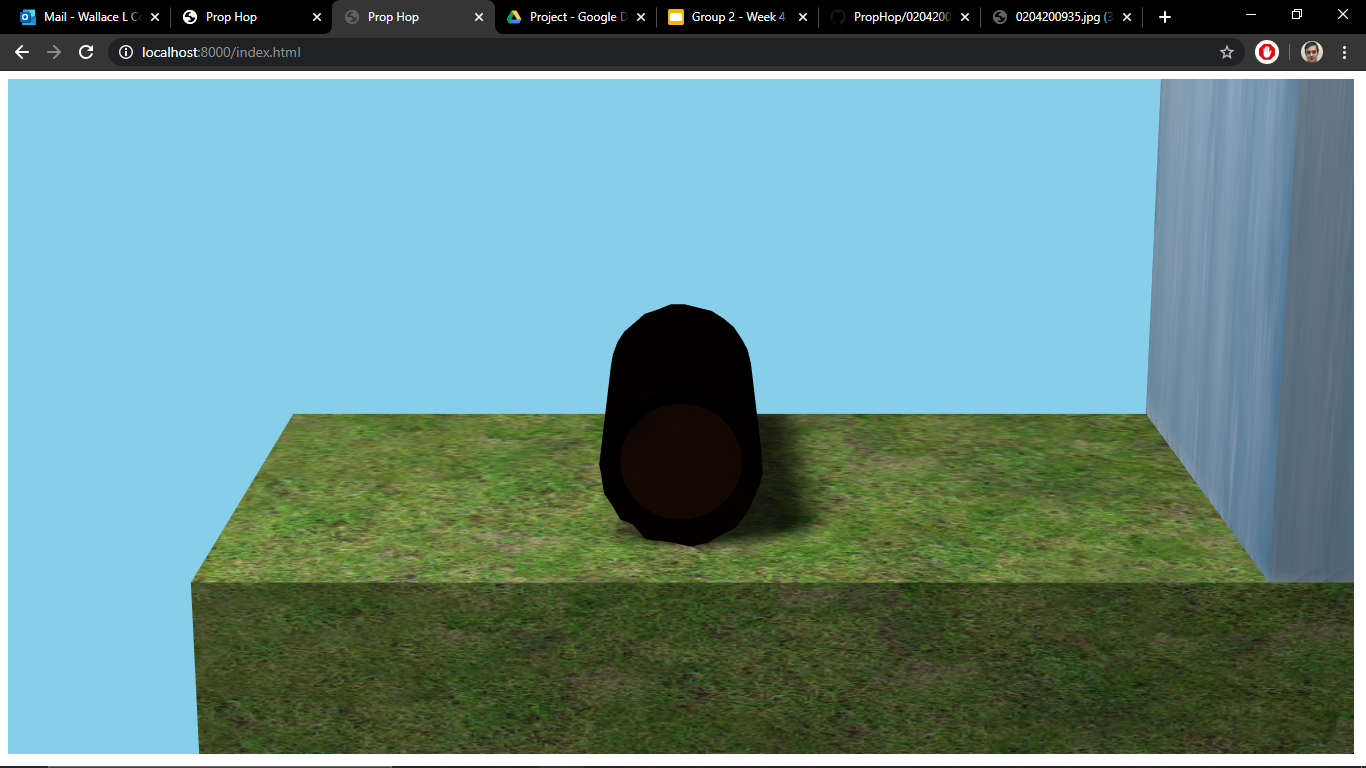 Mail - Wallace L C
Prop Hop
Prop Hop
Project - Google D
Group 2 - Week 4
PropHop/0204200
0204200935.jpg (3
localhost:8000/index.html